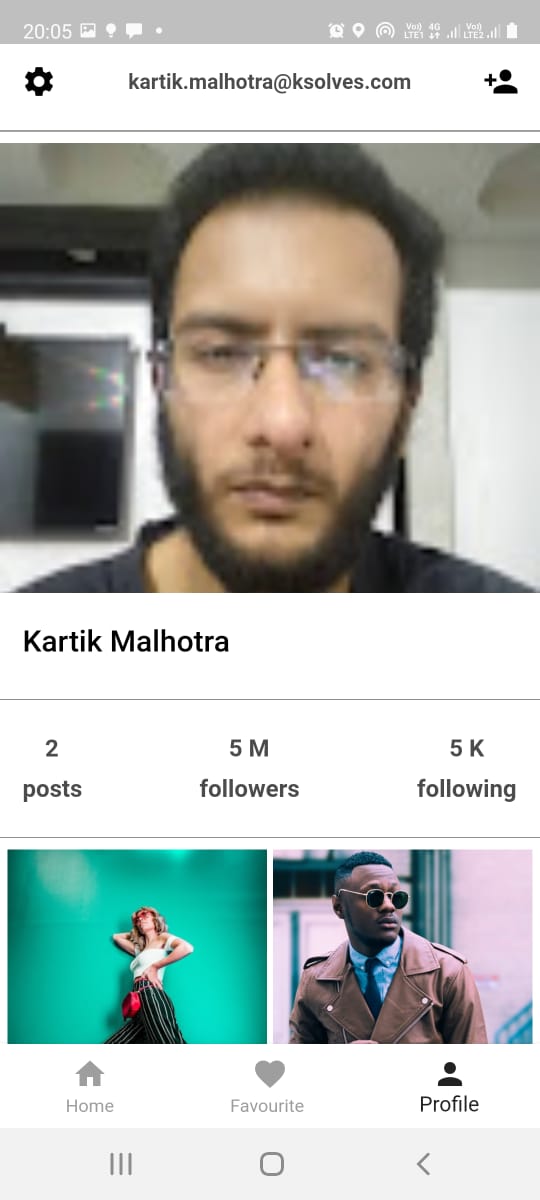 20:05
Vo) 4G Vo)
LTE1 LTE2
kartik.malhotra@ksolves.com
Kartik Malhotra
2 5 M 5 K
posts followers following
Home Favourite Profile